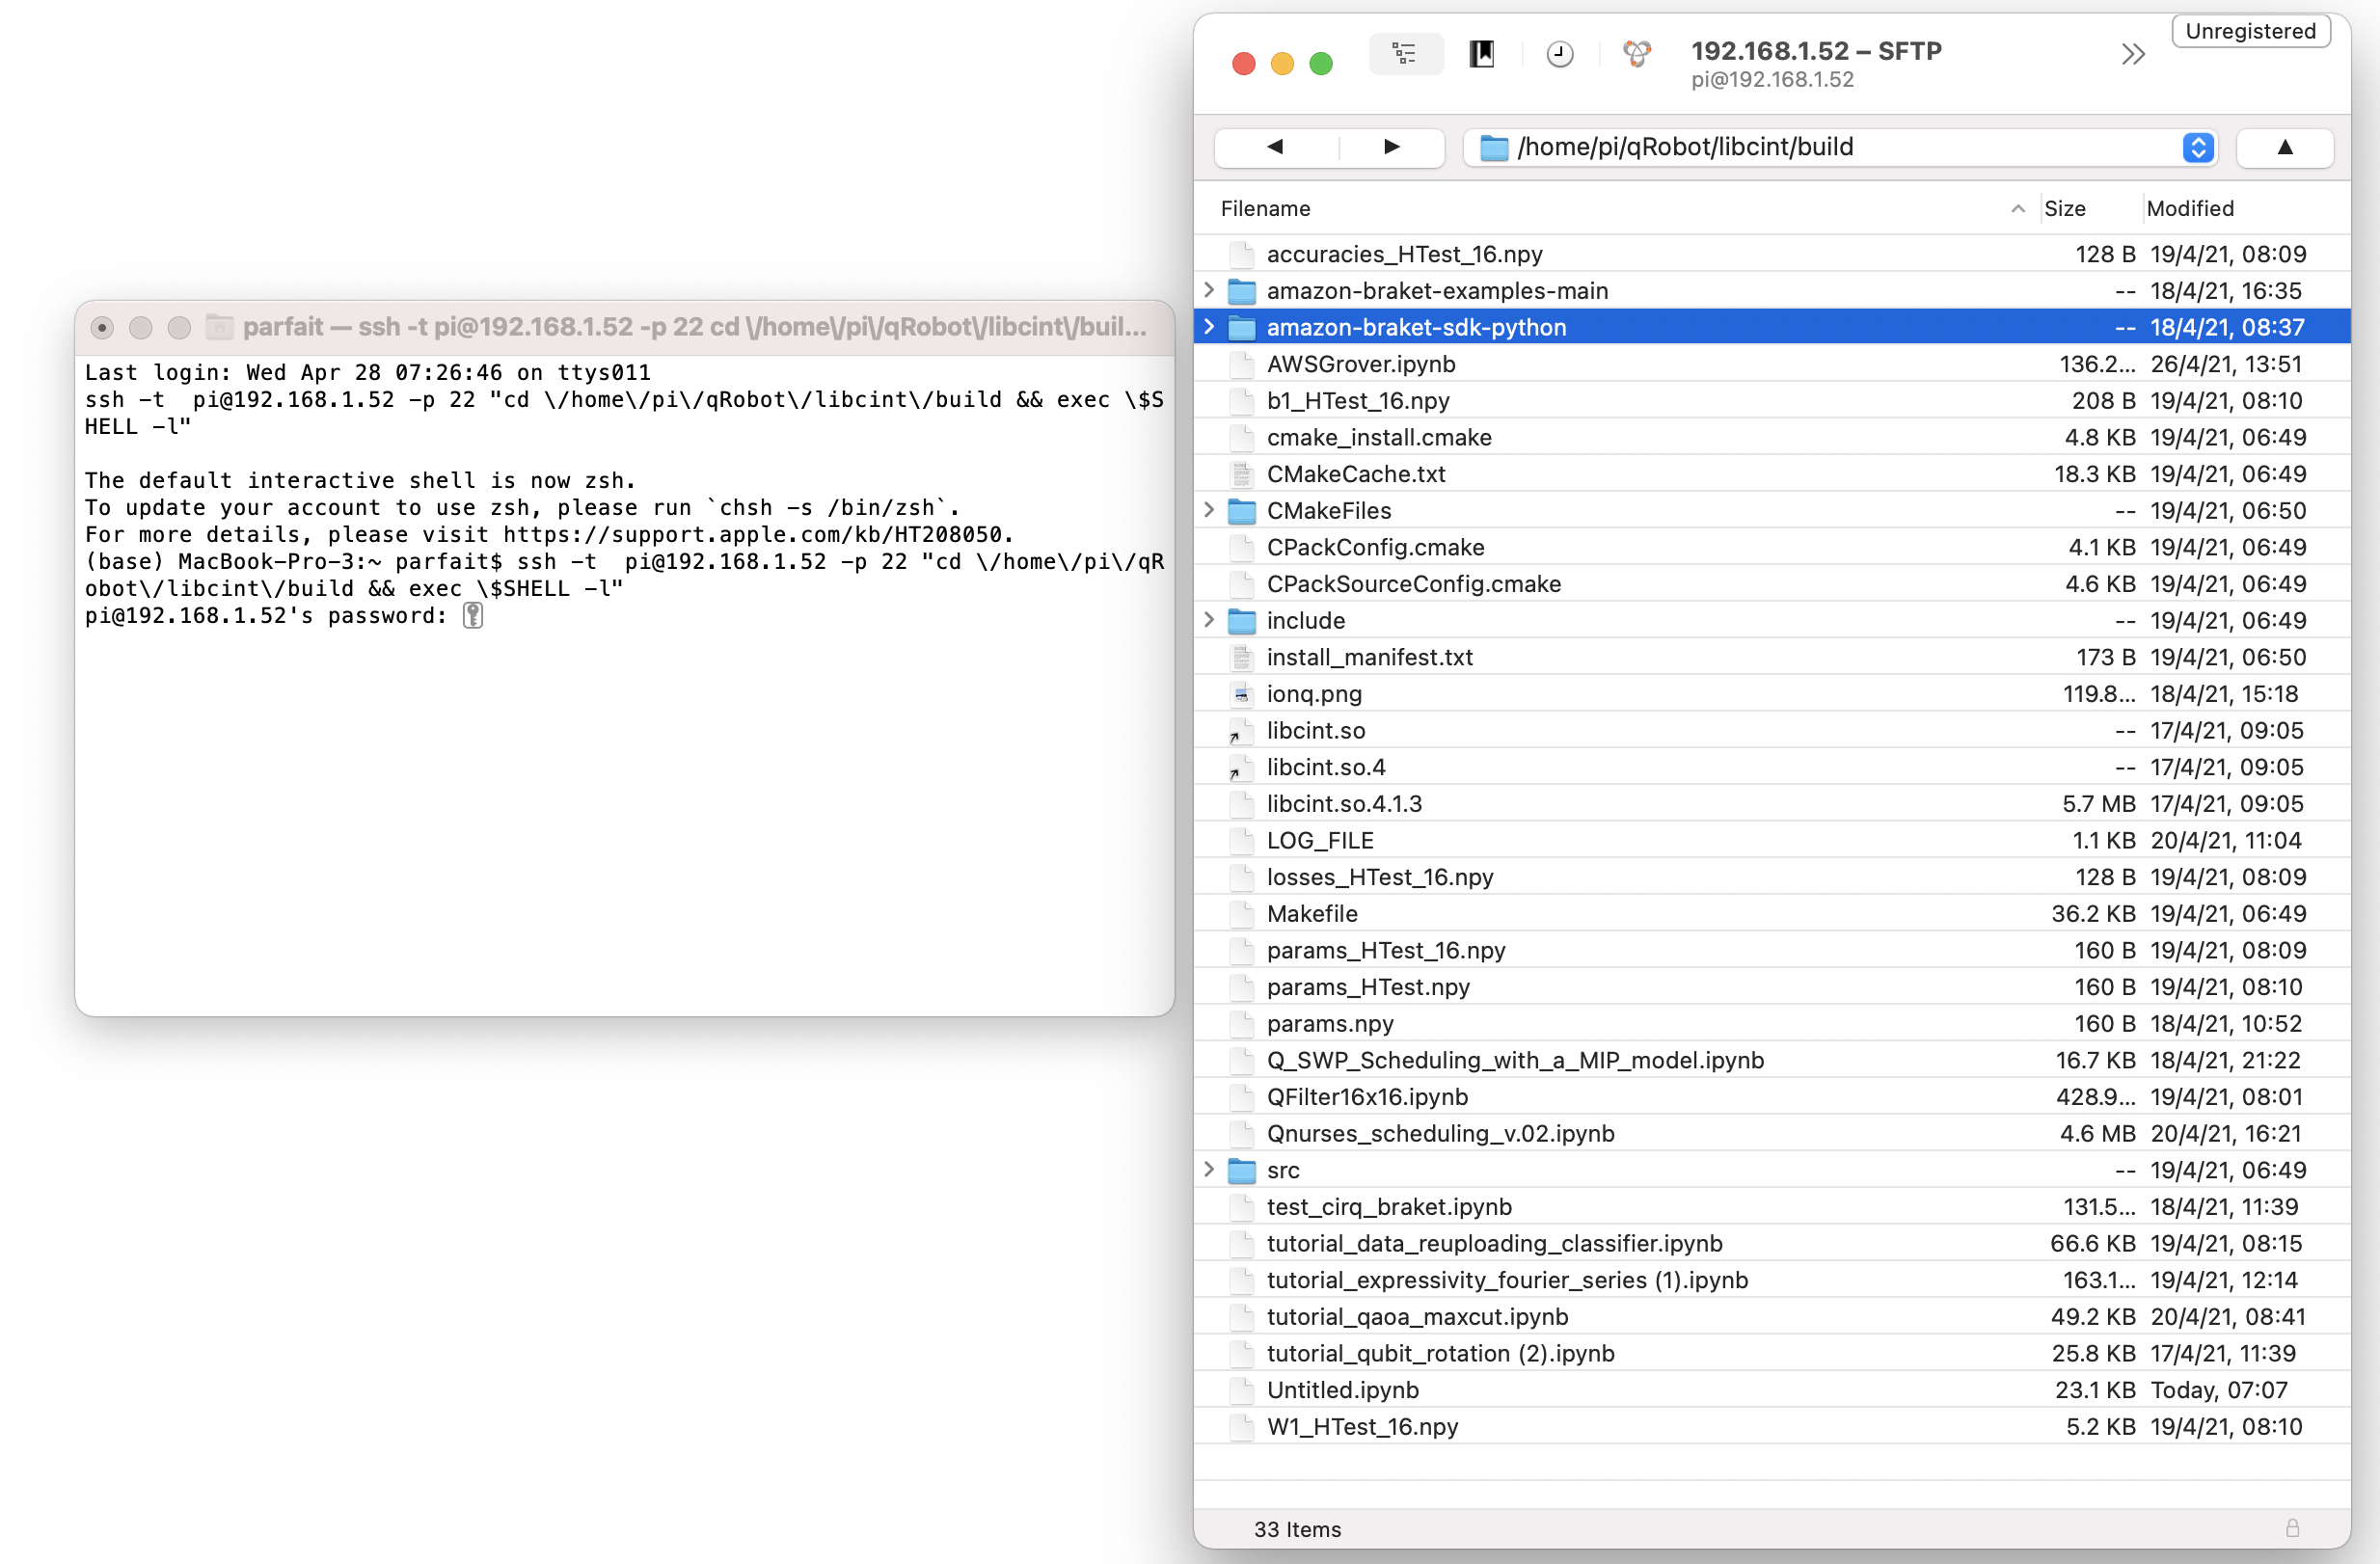 parfait — ssh -t pi@192.168.1.52 -p 22 cd \/home\/pi\/qRobot\/libcint\/buil...
Last login: Wed Apr 28 07:26:46 on ttys011
ssh -t  pi@192.168.1.52 -p 22 "cd \/home\/pi\/qRobot\/libcint\/build && exec \$S
HELL -l"
The default interactive shell is now zsh.
To update your account to use zsh, please run `chsh -s /bin/zsh`.
For more details, please visit https://support.apple.com/kb/HT208050.
(base) MacBook-Pro-3:~ parfait$ ssh -t  pi@192.168.1.52 -p 22 "cd \/home\/pi\/qR
obot\/libcint\/build && exec \$SHELL -l"
pi@192.168.1.52's password:
Unregistered
192.168.1.52 – SFTP
pi@192.168.1.52
/home/pi/qRobot/libcint/build
Filename Size Modified
accuracies_HTest_16.npy 128 B 19/4/21, 08:09
amazon-braket-examples-main -- 18/4/21, 16:35
amazon-braket-sdk-python -- 18/4/21, 08:37
AWSGrover.ipynb 136.2... 26/4/21, 13:51
b1_HTest_16.npy 208 B 19/4/21, 08:10
cmake_install.cmake 4.8 KB 19/4/21, 06:49
CMakeCache.txt 18.3 KB 19/4/21, 06:49
CMakeFiles -- 19/4/21, 06:50
CPackConfig.cmake 4.1 KB 19/4/21, 06:49
CPackSourceConfig.cmake 4.6 KB 19/4/21, 06:49
include -- 19/4/21, 06:49
install_manifest.txt 173 B 19/4/21, 06:50
ionq.png 119.8... 18/4/21, 15:18
libcint.so -- 17/4/21, 09:05
libcint.so.4 -- 17/4/21, 09:05
libcint.so.4.1.3 5.7 MB 17/4/21, 09:05
LOG_FILE 1.1 KB 20/4/21, 11:04
losses_HTest_16.npy 128 B 19/4/21, 08:09
Makefile 36.2 KB 19/4/21, 06:49
params_HTest_16.npy 160 B 19/4/21, 08:09
params_HTest.npy 160 B 19/4/21, 08:10
params.npy 160 B 18/4/21, 10:52
Q_SWP_Scheduling_with_a_MIP_model.ipynb 16.7 KB 18/4/21, 21:22
QFilter16x16.ipynb 428.9... 19/4/21, 08:01
Qnurses_scheduling_v.02.ipynb 4.6 MB 20/4/21, 16:21
src -- 19/4/21, 06:49
test_cirq_braket.ipynb 131.5... 18/4/21, 11:39
tutorial_data_reuploading_classifier.ipynb 66.6 KB 19/4/21, 08:15
tutorial_expressivity_fourier_series (1).ipynb 163.1... 19/4/21, 12:14
tutorial_qaoa_maxcut.ipynb 49.2 KB 20/4/21, 08:41
tutorial_qubit_rotation (2).ipynb 25.8 KB 17/4/21, 11:39
Untitled.ipynb 23.1 KB Today, 07:07
W1_HTest_16.npy 5.2 KB 19/4/21, 08:10
33 Items